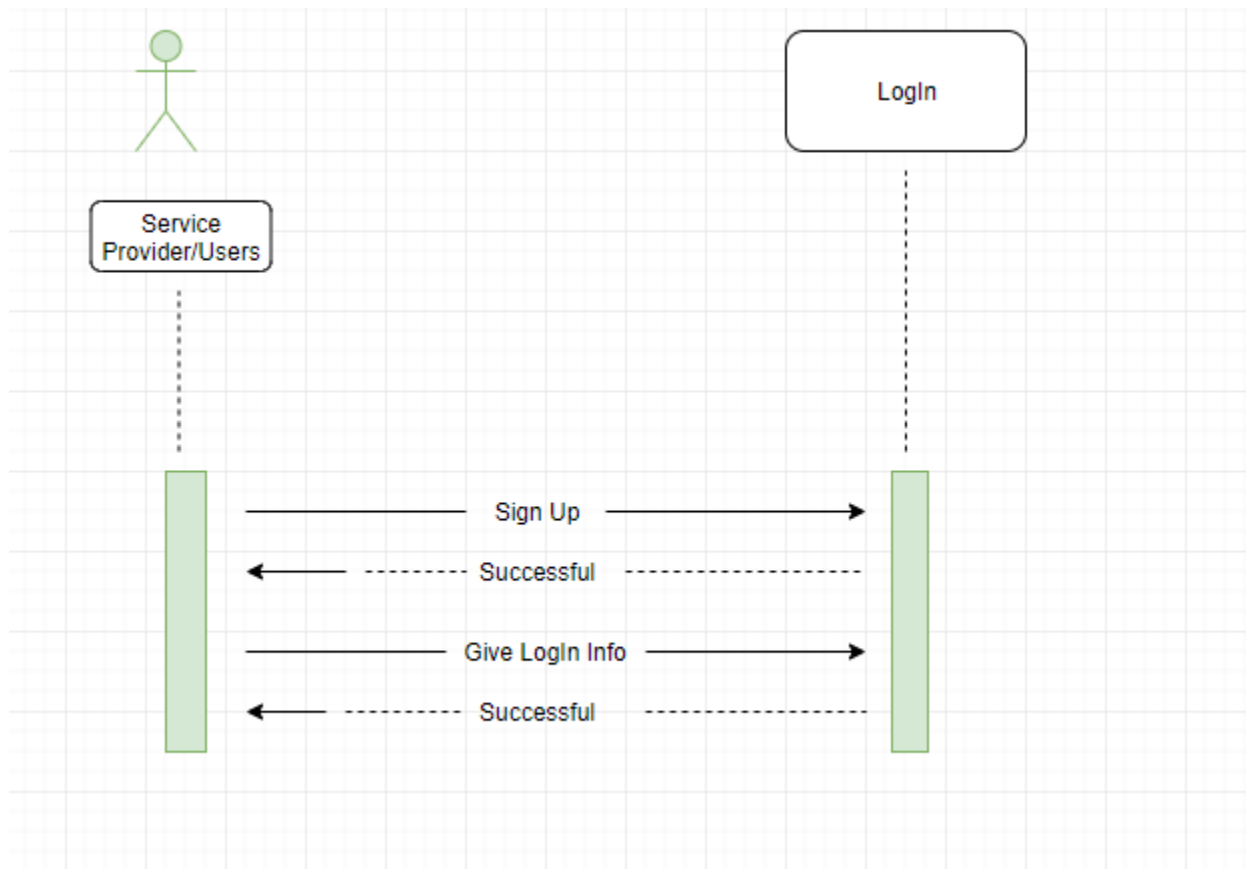 LogIn
Service
Provider/Users
Sign Up
Successful
Give LogIn Info
Successful